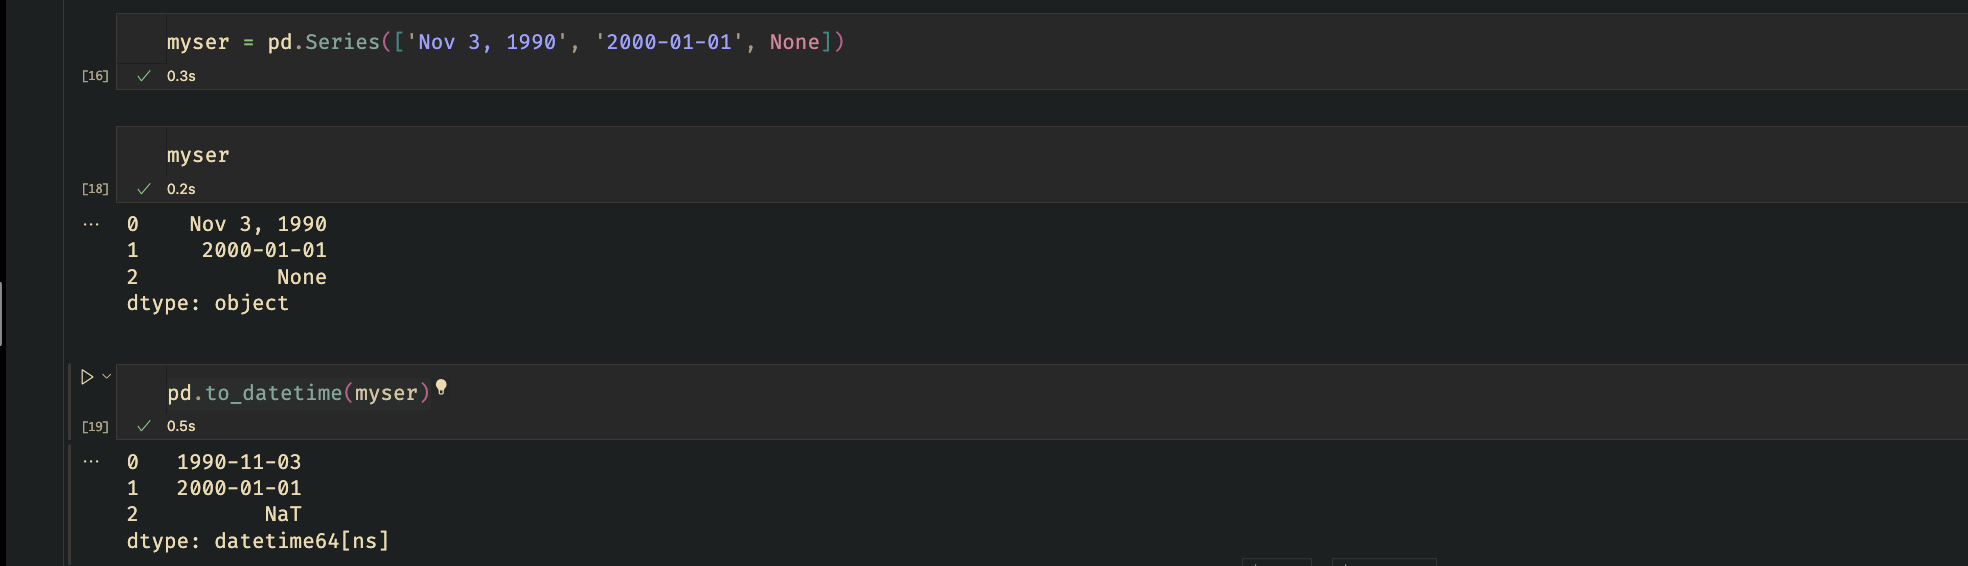 myser = pd.Series(['Nov 3, 1990', '2000-01-01', None])
[16] ✓ 0.3s
myser
[18] ✓ 0.2s
... 0    Nov 3, 1990
1     2000-01-01
2           None
dtype: object
pd.to_datetime(myser)
[19] ✓ 0.5s
... 0   1990-11-03
1   2000-01-01
2          NaT
dtype: datetime64[ns]